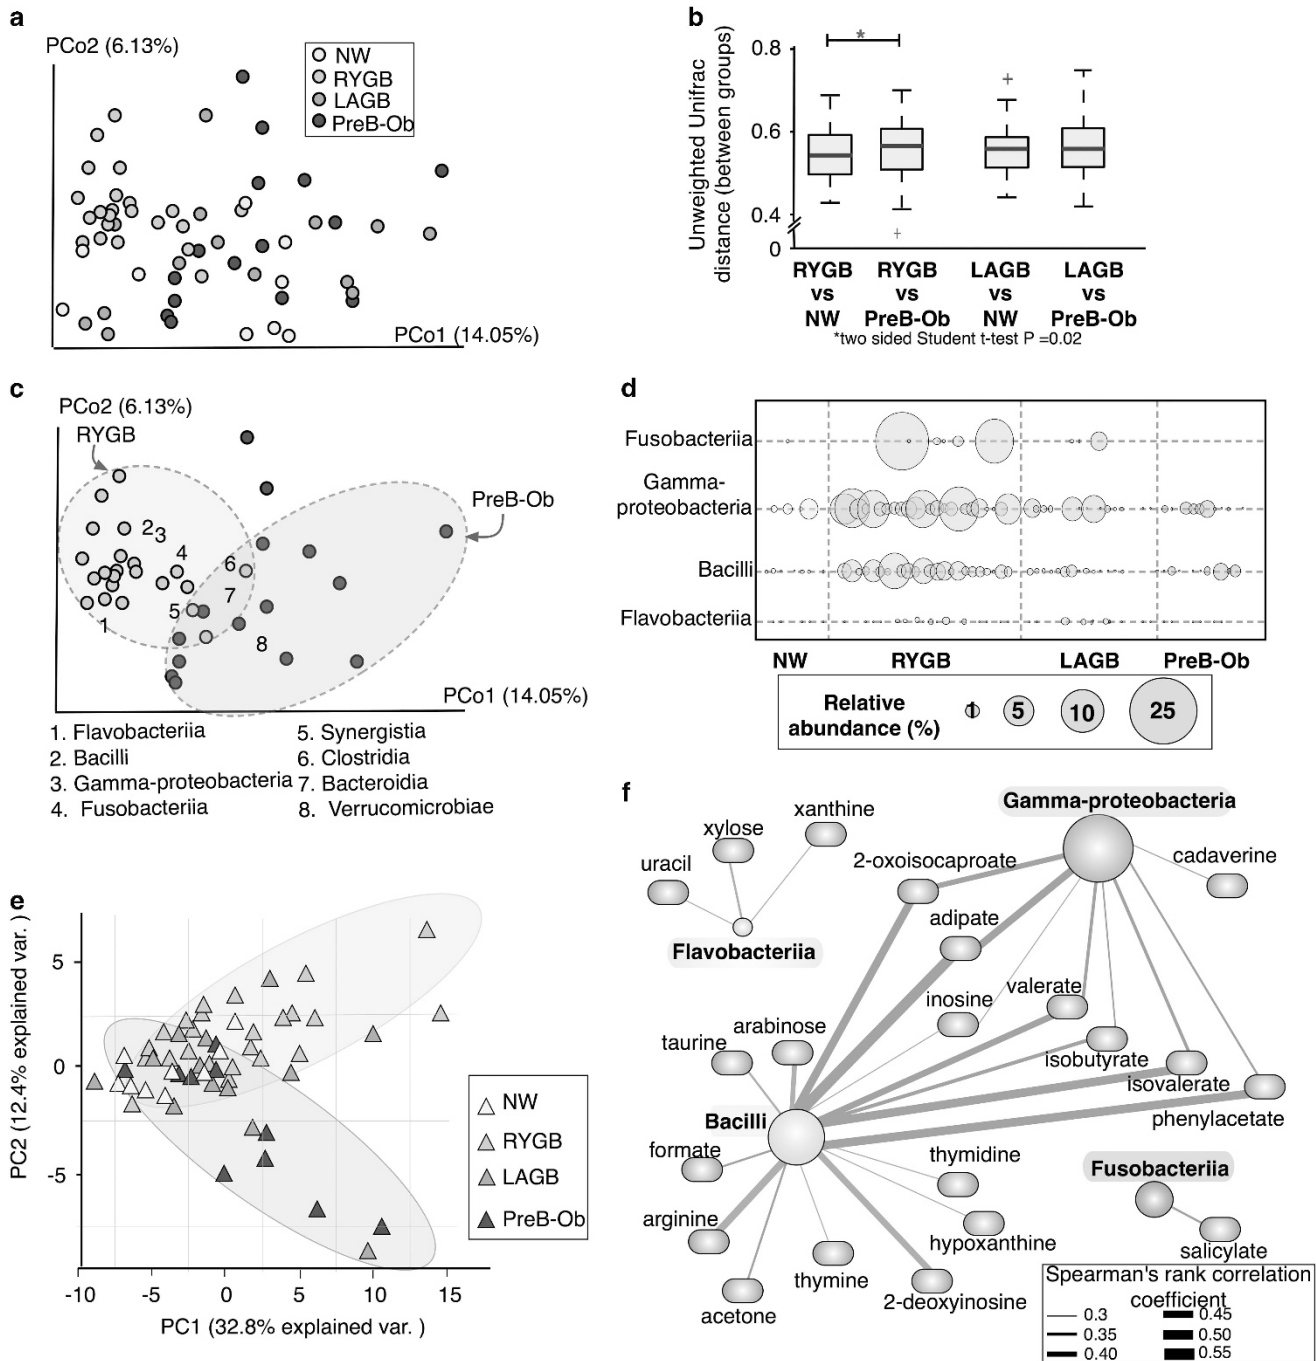 a
PCo2 (6.13%)
NW
RYGB
LAGB
PreB-Ob
PCo1 (14.05%)
b
Unweighted Unifrac
distance (between groups)
0.8
0.6
0.4
0
*
RYGB
vs
NW
RYGB
vs
PreB-Ob
LAGB
vs
NW
LAGB
vs
PreB-Ob
*two sided Student t-test P =0.02
c
PCo2 (6.13%)
RYGB
PreB-Ob
2
3
4
6
7
5
1
8
PCo1 (14.05%)
1. Flavobacteriia
2. Bacilli
3. Gamma-proteobacteria
4. Fusobacteriia
5. Synergistia
6. Clostridia
7. Bacteroidia
8. Verrucomicrobiae
d
Fusobacteriia
Gamma-
proteobacteria
Bacilli
Flavobacteriia
NW
RYGB
LAGB
PreB-Ob
Relative
abundance (%)
1
5
10
25
e
PC2 (12.4% explained var. )
5
0
-5
-10
-5
0
5
10
15
PC1 (32.8% explained var. )
NW
RYGB
LAGB
PreB-Ob
f
Gamma-proteobacteria
xanthine
xylose
uracil
2-oxoisocaproate
cadaverine
adipate
Flavobacteriia
inosine
valerate
arabinose
taurine
isobutyrate
isovalerate
phenylacetate
Bacilli
formate
thymidine
Fusobacteriia
arginine
hypoxanthine
salicylate
thymine
2-deoxyinosine
acetone
Spearman's rank correlation
coefficient
0.3
0.35
0.40
0.45
0.50
0.55